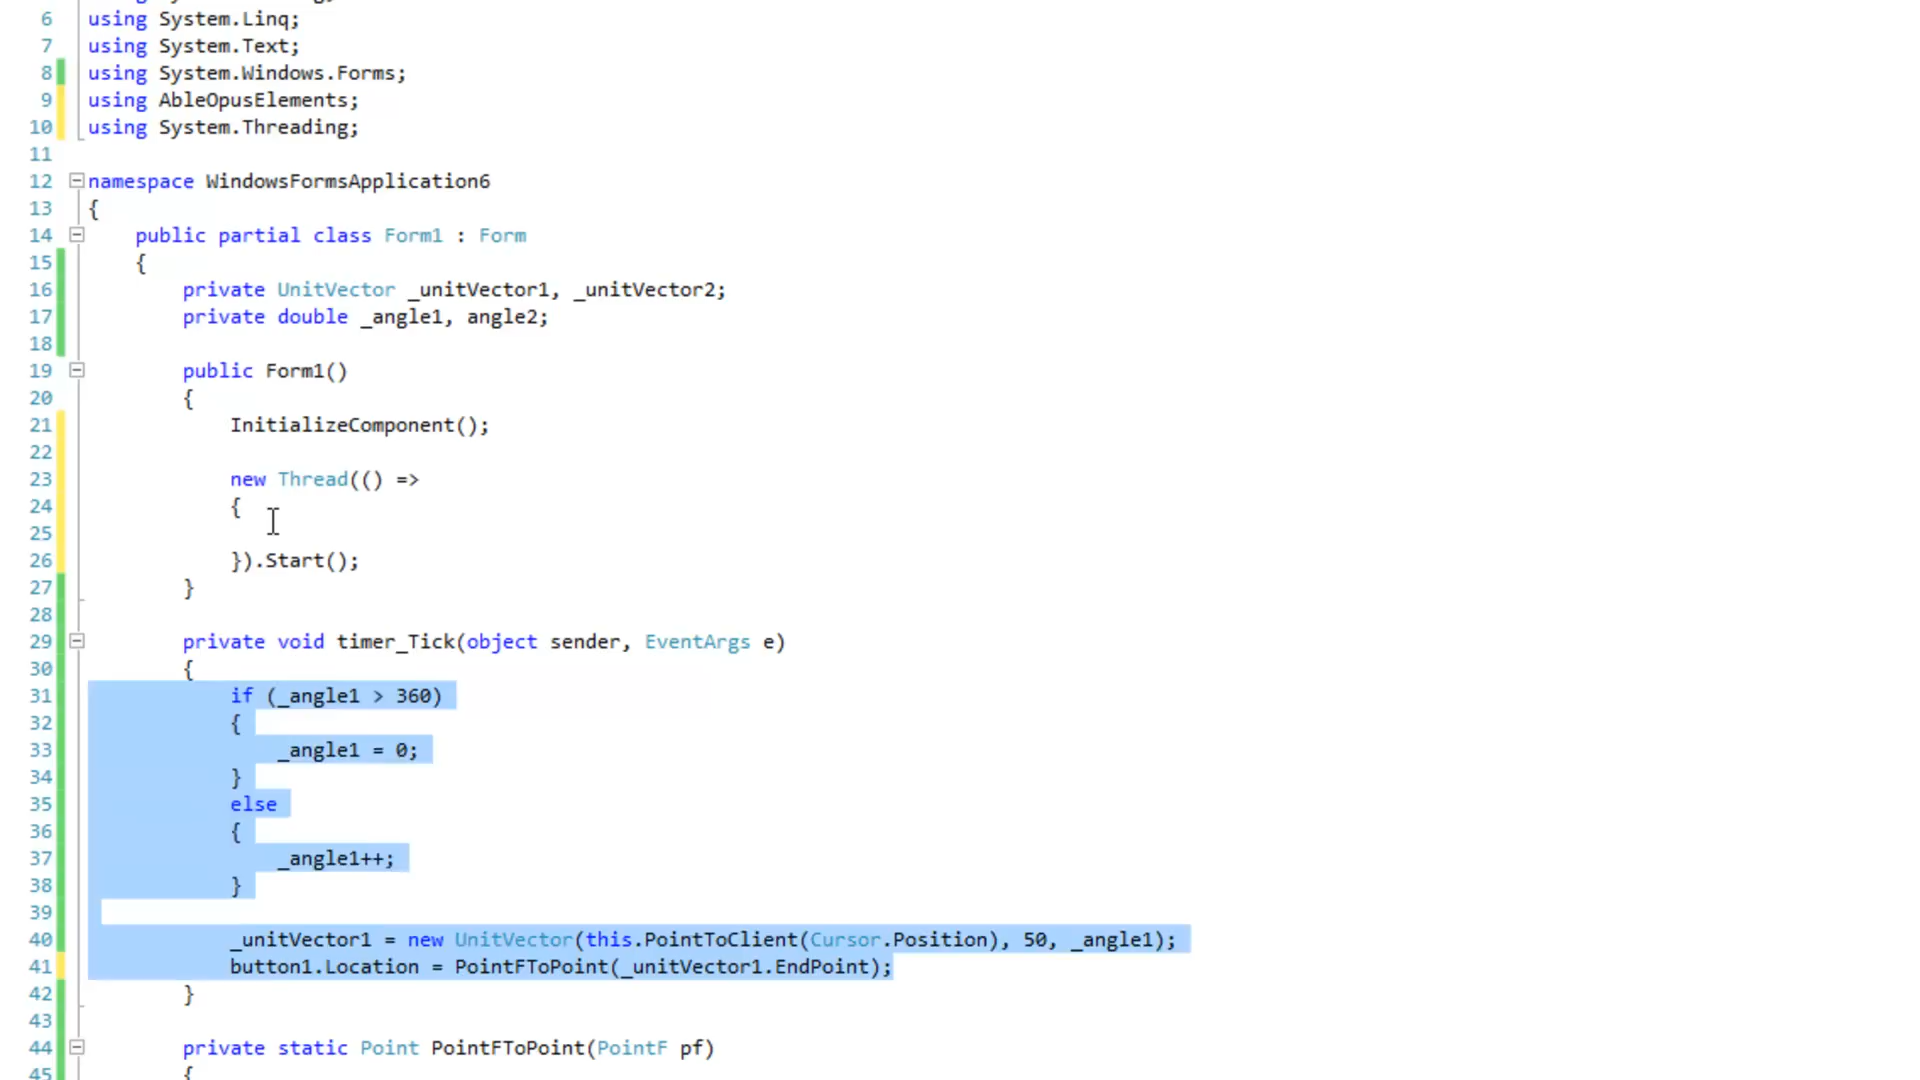 6 using System.Linq;
7 using System.Text;
8 using System.Windows.Forms;
9 using AbleOpusElements;
10 using System.Threading;
11
12 namespace WindowsFormsApplication6
13 {
14 public partial class Form1 : Form
15 {
16 private UnitVector _unitVector1, _unitVector2;
17 private double _angle1, angle2;
18
19 public Form1()
20 {
21 InitializeComponent();
22
23 new Thread(() =>
24 {
25
26 }).Start();
27 }
28
29 private void timer_Tick(object sender, EventArgs e)
30 {
31 if (_angle1 > 360)
32 {
33 _angle1 = 0;
34 }
35 else
36 {
37 _angle1++;
38 }
39
40 _unitVector1 = new UnitVector(this.PointToClient(Cursor.Position), 50, _angle1);
41 button1.Location = PointFToPoint(_unitVector1.EndPoint);
42 }
43
44 private static Point PointFToPoint(PointF pf)
45 {